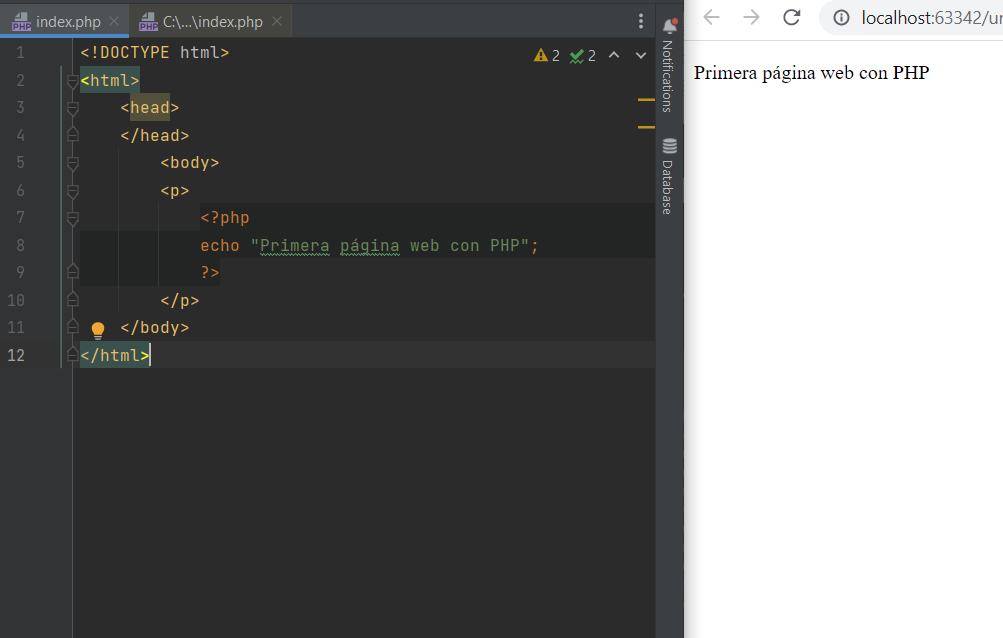 index.php C:\...\index.php
localhost:63342/ur
2 2
1 <!DOCTYPE html>
2 <html>
3 <head>
4 </head>
5 <body>
6 <p>
7 <?php
8 echo "Primera página web con PHP";
9 ?>
10 </p>
11 </body>
12 </html>
Notifications
Database
Primera página web con PHP